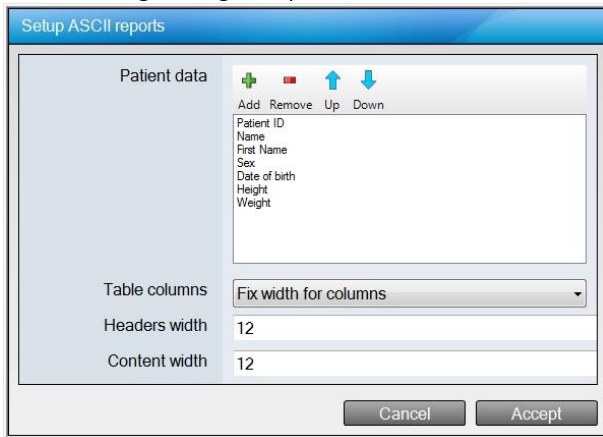 Setup ASCII reports
Patient data
Add Remove Up Down
Patient ID
Name
First Name
Sex
Date of birth
Height
Weight
Table columns Fix width for columns
Headers width 12
Content width 12
Cancel Accept